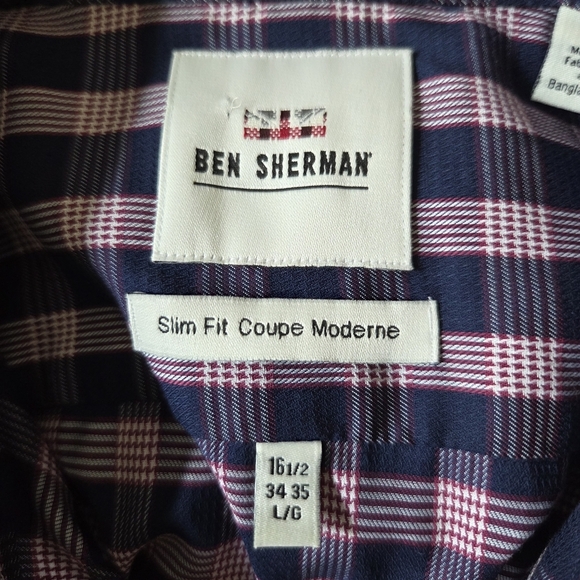 BEN SHERMAN
Slim Fit Coupe Moderne
16 1/2
34 35
L/G